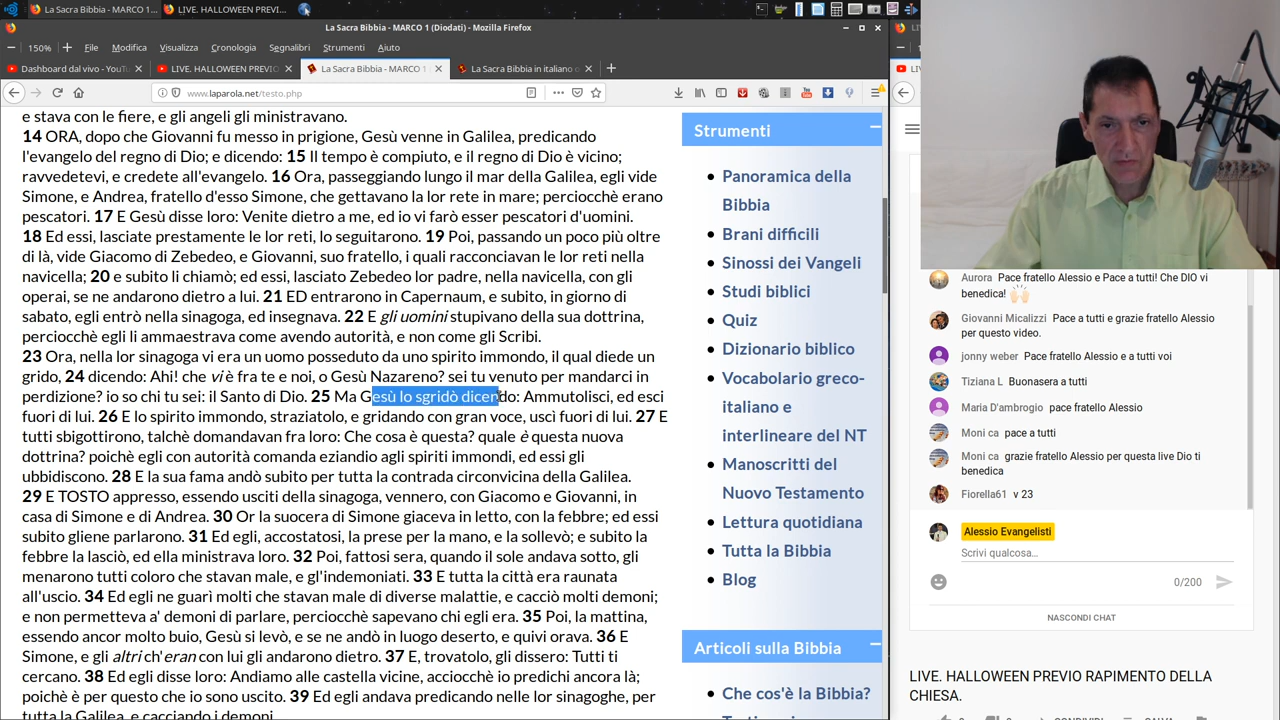 La Sacra Bibbia - MARCO 1...
LIVE. HALLOWEEN PREVI...
La Sacra Bibbia - MARCO 1 (Diodati) - Mozilla Firefox
150%
File Modifica Visualizza Cronologia Segnalibri Strumenti Aiuto
Dashboard dal vivo - YouTu
LIVE. HALLOWEEN PREVIO
La Sacra Bibbia - MARCO 1
La Sacra Bibbia in italiano o
www.laparola.net/testo.php
e stava con le fiere, e gli angeli gli ministravano.
14 ORA, dopo che Giovanni fu messo in prigione, Gesù venne in Galilea, predicando
l'evangelo del regno di Dio; e dicendo: 15 Il tempo è compiuto, e il regno di Dio è vicino;
ravvedetevi, e credete all'evangelo. 16 Ora, passeggiando lungo il mar della Galilea, egli vide
Simone, e Andrea, fratello d'esso Simone, che gettavano la lor rete in mare; perciocchè erano
pescatori. 17 E Gesù disse loro: Venite dietro a me, ed io vi farò esser pescatori d'uomini.
18 Ed essi, lasciate prestamente le lor reti, lo seguitarono. 19 Poi, passando un poco più oltre
di là, vide Giacomo di Zebedeo, e Giovanni, suo fratello, i quali racconciavan le lor reti nella
navicella; 20 e subito li chiamò; ed essi, lasciato Zebedeo lor padre, nella navicella, con gli
operai, se ne andarono dietro a lui. 21 ED entrarono in Capernaum, e subito, in giorno di
sabato, egli entrò nella sinagoga, ed insegnava. 22 E gli uomini stupivano della sua dottrina,
perciocchè egli li ammaestrava come avendo autorità, e non come gli Scribi.
23 Ora, nella lor sinagoga vi era un uomo posseduto da uno spirito immondo, il qual diede un
grido, 24 dicendo: Ahi! che vi è fra te e noi, o Gesù Nazareno? sei tu venuto per mandarci in
perdizione? io so chi tu sei: il Santo di Dio. 25 Ma Gesù lo sgridò dicendo: Ammutolisci, ed esci
fuori di lui. 26 E lo spirito immondo, straziatolo, e gridando con gran voce, uscì fuori di lui. 27 E
tutti sbigottirono, talchè domandavan fra loro: Che cosa è questa? quale è questa nuova
dottrina? poichè egli con autorità comanda eziandio agli spiriti immondi, ed essi gli
ubbidiscono. 28 E la sua fama andò subito per tutta la contrada circonvicina della Galilea.
29 E TOSTO appresso, essendo usciti della sinagoga, vennero, con Giacomo e Giovanni, in
casa di Simone e di Andrea. 30 Or la suocera di Simone giaceva in letto, con la febbre; ed essi
subito gliene parlarono. 31 Ed egli, accostatosi, la prese per la mano, e la sollevò; e subito la
febbre la lasciò, ed ella ministrava loro. 32 Poi, fattosi sera, quando il sole andava sotto, gli
menarono tutti coloro che stavan male, e gl'indemoniati. 33 E tutta la città era raunata
all'uscio. 34 Ed egli ne guarì molti che stavan male di diverse malattie, e cacciò molti demoni;
e non permetteva a' demoni di parlare, perciocchè sapevano chi egli era. 35 Poi, la mattina,
essendo ancor molto buio, Gesù si levò, e se ne andò in luogo deserto, e quivi orava. 36 E
Simone, e gli altri ch'eran con lui gli andarono dietro. 37 E, trovatolo, gli dissero: Tutti ti
cercano. 38 Ed egli disse loro: Andiamo alle castella vicine, acciocchè io predichi ancora là;
poichè è per questo che io sono uscito. 39 Ed egli andava predicando nelle lor sinagoghe, per
tutta la Galilea, e cacciando i demoni.
Strumenti
Panoramica della
Bibbia
Brani difficili
Sinossi dei Vangeli
Studi biblici
Quiz
Dizionario biblico
Vocabolario greco-
italiano e
interlineare del NT
Manoscritti del
Nuovo Testamento
Lettura quotidiana
Tutta la Bibbia
Blog
Articoli sulla Bibbia
Che cos'è la Bibbia?
Aurora Pace fratello Alessio e Pace a tutti! Che DIO vi
benedica!
Giovanni Micalizzi Pace a tutti e grazie fratello Alessio
per questo video.
jonny weber Pace fratello Alessio e a tutti voi
Tiziana L Buonasera a tutti
Maria D'ambrogio pace fratello Alessio
Moni ca pace a tutti
Moni ca grazie fratello Alessio per questa live Dio ti
benedica
Fiorella61 v 23
Alessio Evangelisti
Scrivi qualcosa...
0/200
NASCONDI CHAT
LIVE. HALLOWEEN PREVIO RAPIMENTO DELLA
CHIESA.